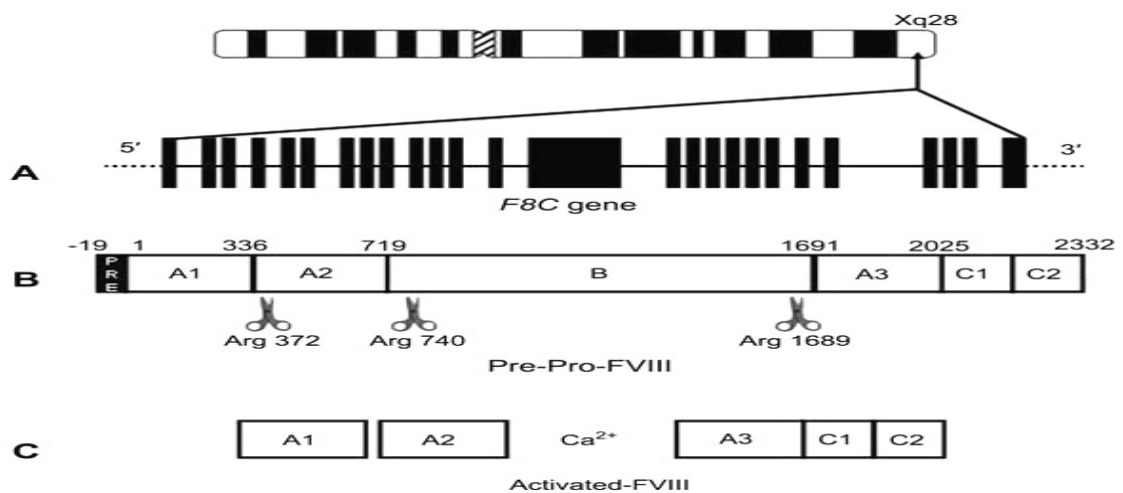 Xq28
5′ 3′
A
F8C gene
-19 1 336 719 1691 2025 2332
B PRE A1 A2 B A3 C1 C2
Arg 372 Arg 740 Arg 1689
Pre-Pro-FVIII
C A1 A2 Ca²⁺ A3 C1 C2
Activated-FVIII